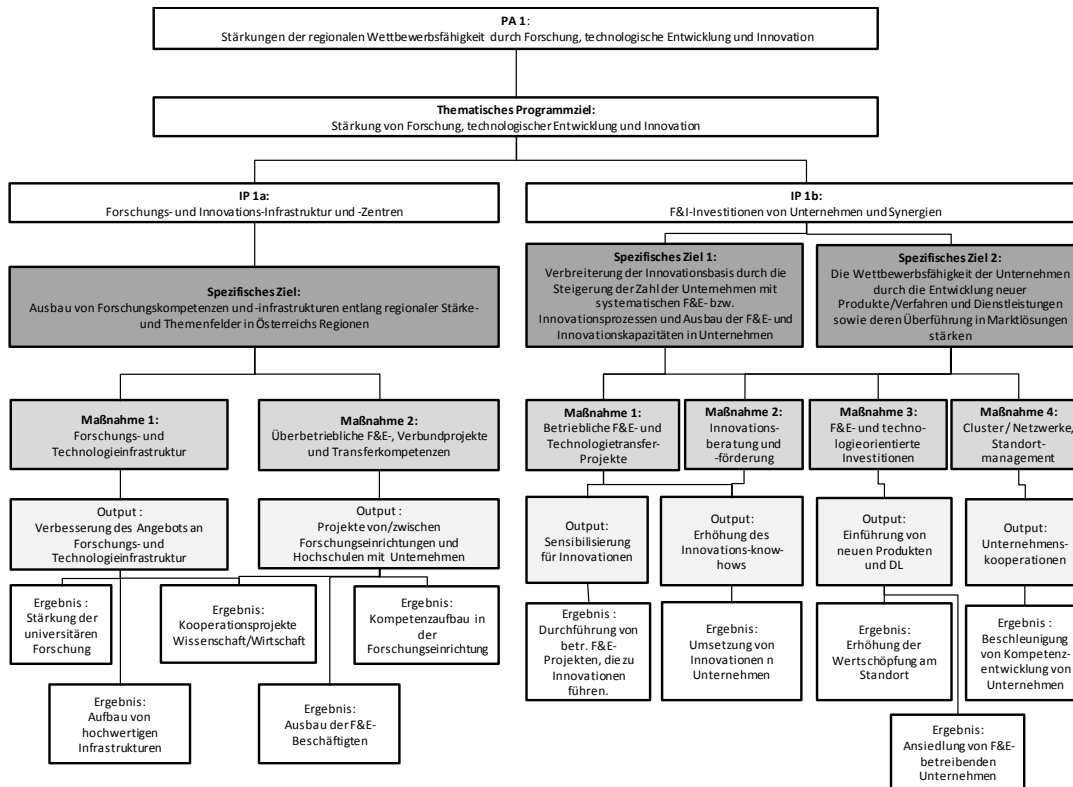 PA 1:
Stärkungen der regionalen Wettbewerbsfähigkeit durch Forschung, technologische Entwicklung und Innovation
Thematisches Programmziel:
Stärkung von Forschung, technologischer Entwicklung und Innovation
IP 1a:
Forschungs- und Innovations-Infrastruktur und -Zentren
IP 1b:
F&I-Investitionen von Unternehmen und Synergien
Spezifisches Ziel:
Ausbau von Forschungskompetenzen und -infrastrukturen entlang regionaler Stärke-
und Themenfelder in Österreichs Regionen
Spezifisches Ziel 1:
Verbreiterung der Innovationsbasis durch die
Steigerung der Zahl der Unternehmen mit
systematischen F&E- bzw.
Innovationsprozessen und Ausbau der F&E- und
Innovationskapazitäten in Unternehmen
Spezifisches Ziel 2:
Die Wettbewerbsfähigkeit der Unternehmen
durch die Entwicklung neuer
Produkte/Verfahren und Dienstleistungen
sowie deren Überführung in Marktlösungen
stärken
Maßnahme 1:
Forschungs- und
Technologieinfrastruktur
Maßnahme 2:
Überbetriebliche F&E-, Verbundprojekte
und Transferkompetenzen
Maßnahme 1:
Betriebliche F&E- und
Technologietransfer-
Projekte
Maßnahme 2:
Innovations-
beratung und
-förderung
Maßnahme 3:
F&E- und techno-
logieorientierte
Investitionen
Maßnahme 4:
Cluster/ Netzwerke,
Standort-
management
Output :
Verbesserung des Angebots an
Forschungs- und
Technologieinfrastruktur
Output :
Projekte von/zwischen
Forschungseinrichtungen und
Hochschulen mit Unternehmen
Output:
Sensibilisierung
für Innovationen
Output:
Erhöhung des
Innovations-know-
hows
Output:
Einführung von
neuen Produkten
und DL
Output:
Unternehmens-
kooperationen
Ergebnis :
Stärkung der
universitären
Forschung
Ergebnis:
Kooperationsprojekte
Wissenschaft/Wirtschaft
Ergebnis:
Kompetenzaufbau in
der
Forschungseinrichtung
Ergebnis :
Durchführung von
betr. F&E-
Projekten, die zu
Innovationen
führen.
Ergebnis:
Umsetzung von
Innovationen n
Unternehmen
Ergebnis:
Erhöhung der
Wertschöpfung am
Standort
Ergebnis :
Beschleunigung
von Kompetenz-
entwicklung von
Unternehmen
Ergebnis:
Aufbau von
hochwertigen
Infrastrukturen
Ergebnis:
Ausbau der F&E-
Beschäftigten
Ergebnis:
Ansiedlung von F&E-
betreibenden
Unternehmen